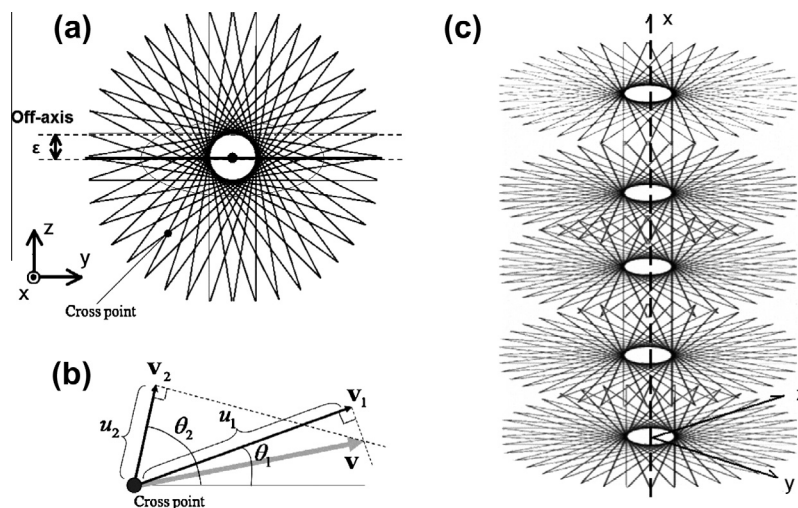 (a)
Off-axis
ε
z
y
x
Cross point
(b)
v₂
v₁
u₂
u₁
θ₂
θ₁
v
Cross point
(c)
x
y